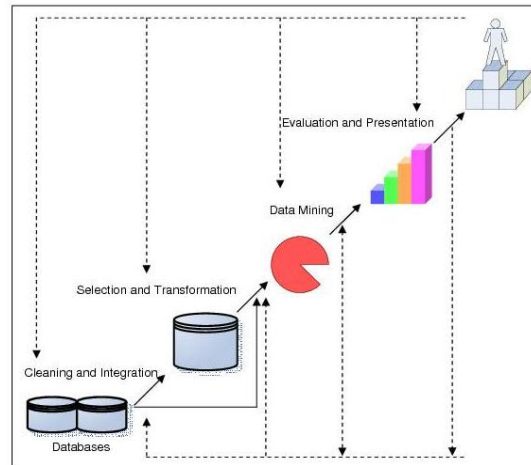 Evaluation and Presentation
Data Mining
Selection and Transformation
Cleaning and Integration
Databases